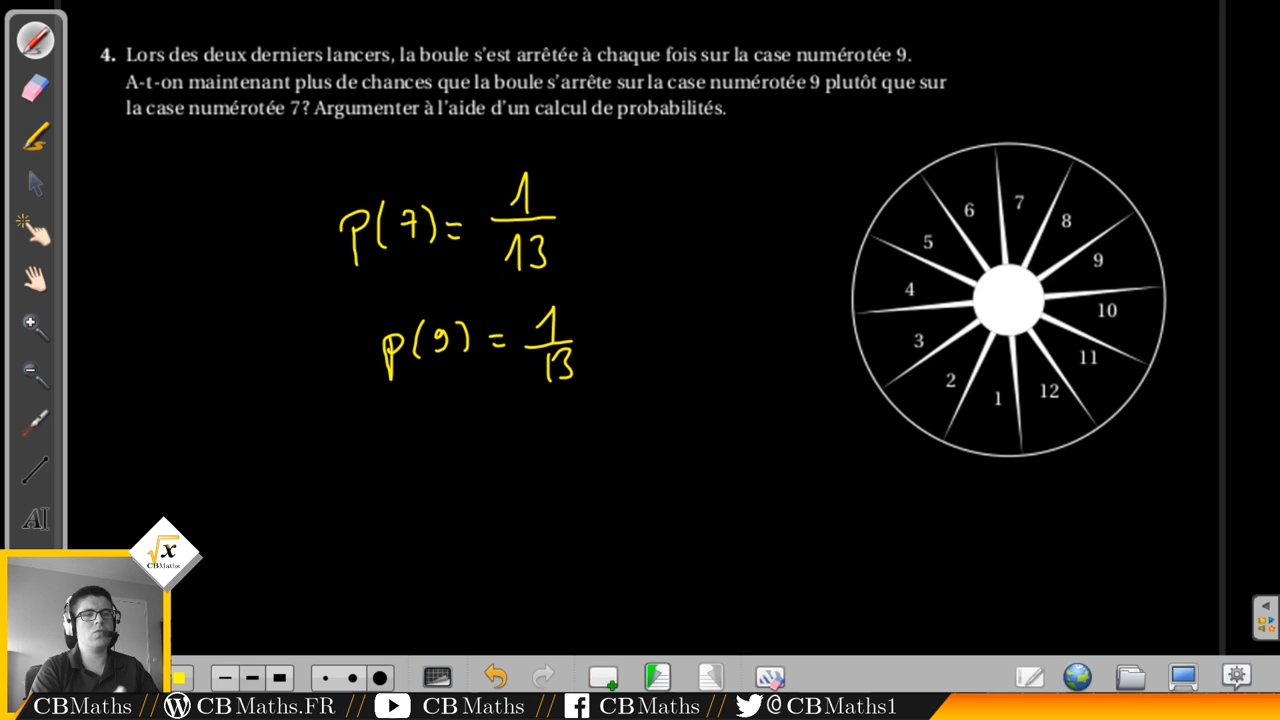 4. Lors des deux derniers lancers, la boule s'est arrêtée à chaque fois sur la case numérotée 9.
A-t-on maintenant plus de chances que la boule s'arrête sur la case numérotée 9 plutôt que sur
la case numérotée 7? Argumenter à l'aide d'un calcul de probabilités.
p(7) = 1/13
p(9) = 1/13
6 7 8
5 9
4 10
3 11
2 1 12
AI
√x
CBMaths
CBMaths // CBMaths.FR // CBMaths // CBMaths // @CBMaths1